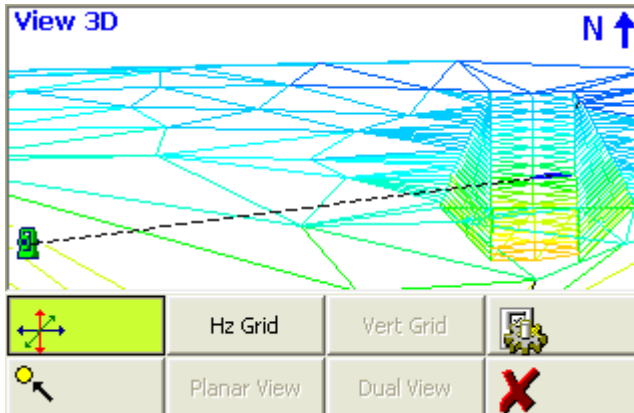 View 3D
N
Hz Grid
Vert Grid
Planar View
Dual View